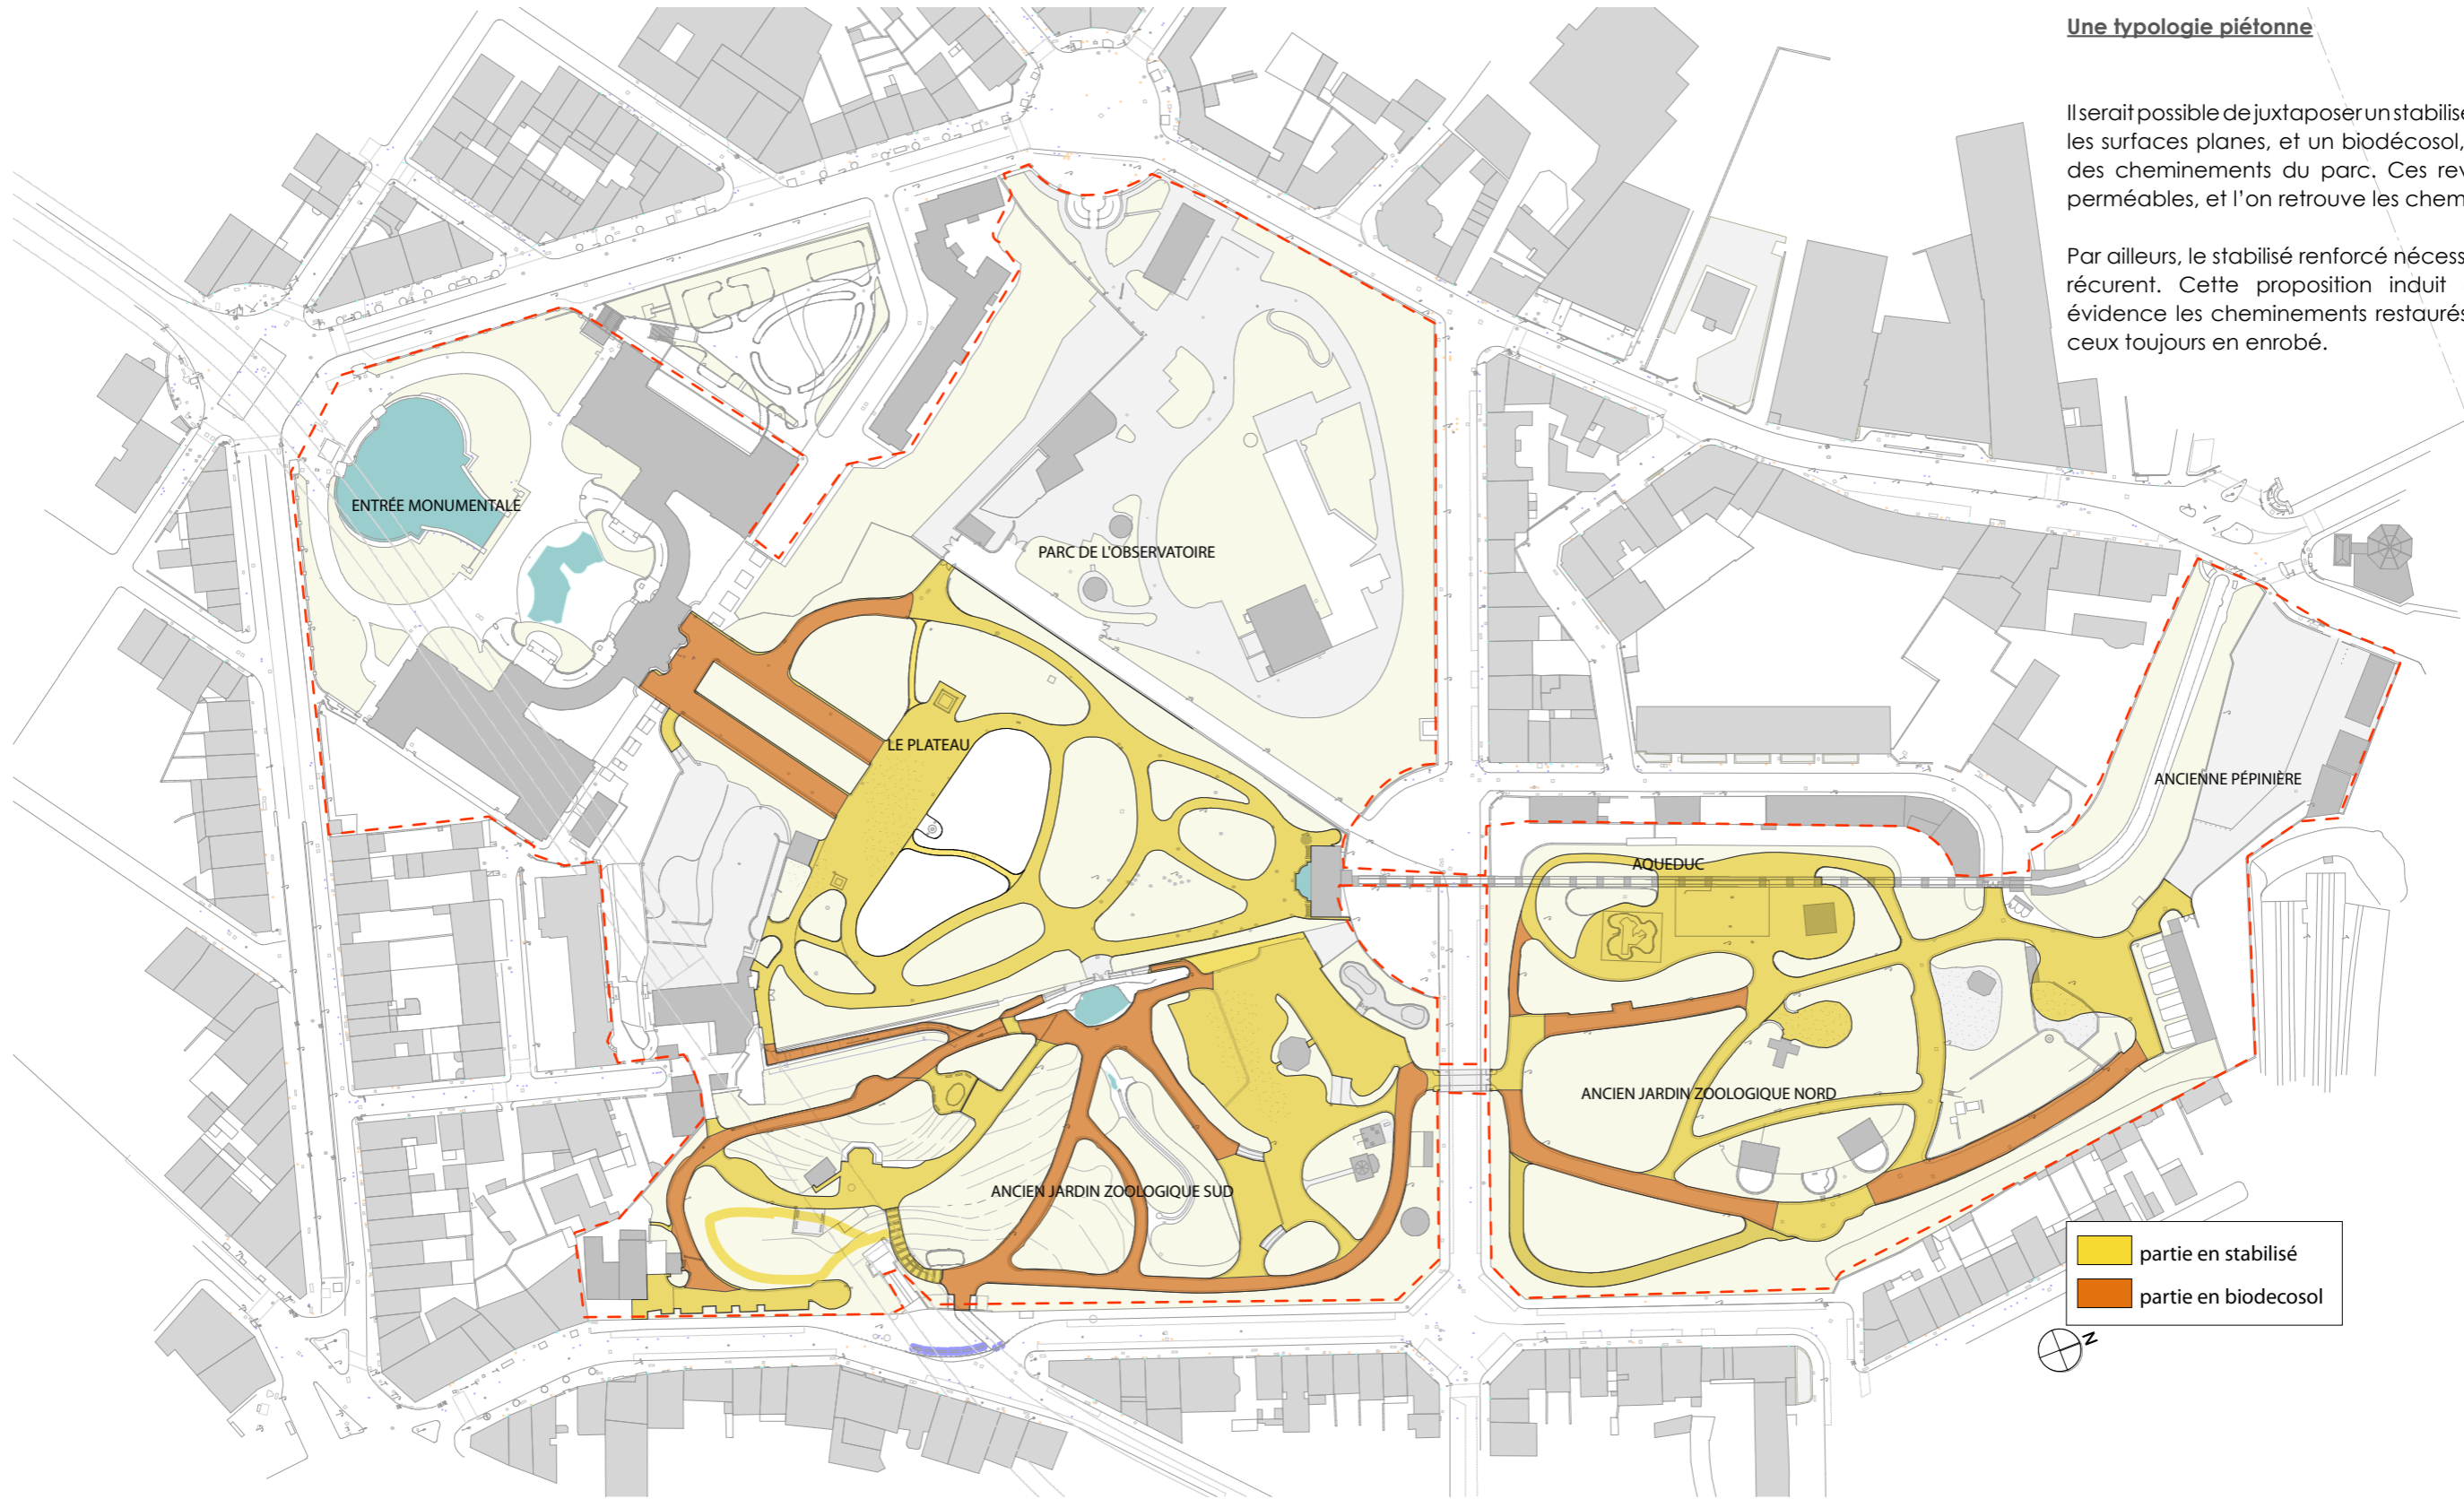 Une typologie piétonne
Il serait possible de juxtaposer un stabilisé
les surfaces planes, et un biodécosol,
des cheminements du parc. Ces rev
perméables, et l'on retrouve les chem
Par ailleurs, le stabilisé renforcé nécess
récurent. Cette proposition induit
évidence les cheminements restaurés
ceux toujours en enrobé.
ENTRÉE MONUMENTALE
PARC DE L'OBSERVATOIRE
LE PLATEAU
ANCIENNE PÉPINIÈRE
AQUEDUC
ANCIEN JARDIN ZOOLOGIQUE NORD
ANCIEN JARDIN ZOOLOGIQUE SUD
partie en stabilisé
partie en biodecosol
N